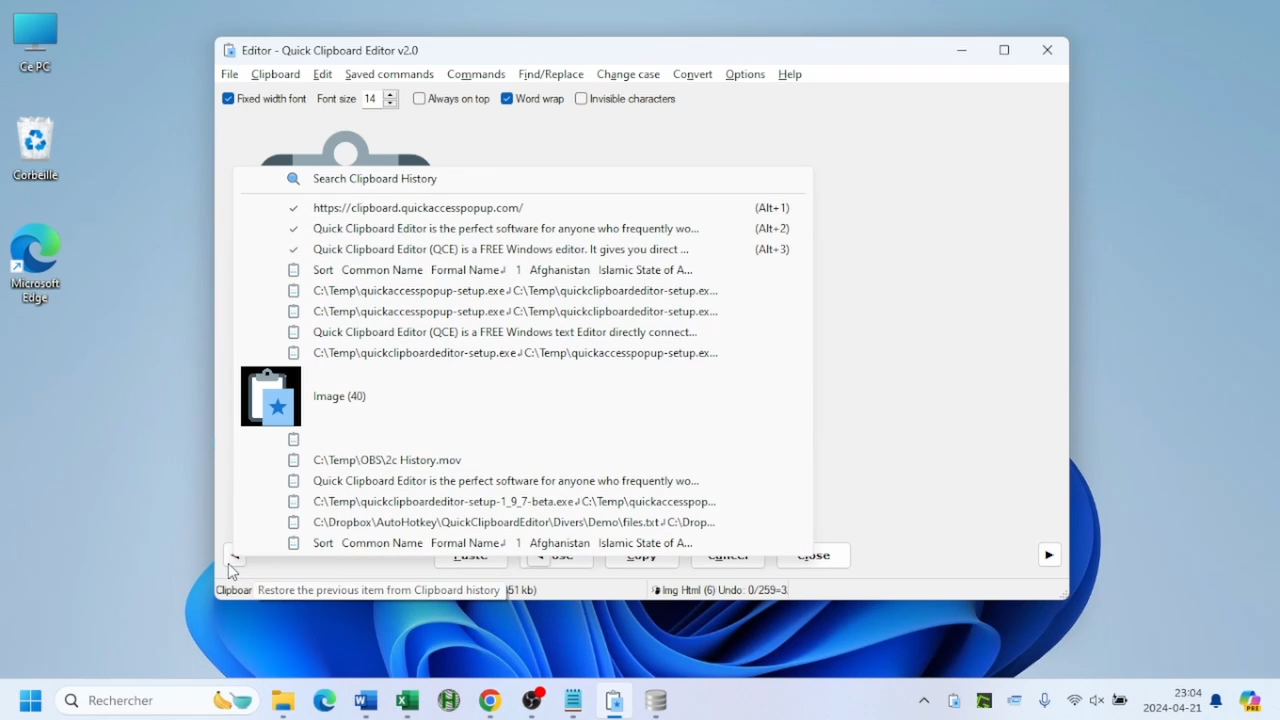 Ce PC
Corbeille
Microsoft
Edge
Editor - Quick Clipboard Editor v2.0
File Clipboard Edit Saved commands Commands Find/Replace Change case Convert Options Help
Fixed width font Font size 14 Always on top Word wrap Invisible characters
Search Clipboard History
https://clipboard.quickaccesspopup.com/ (Alt+1)
Quick Clipboard Editor is the perfect software for anyone who frequently wo... (Alt+2)
Quick Clipboard Editor (QCE) is a FREE Windows editor. It gives you direct ... (Alt+3)
Sort Common Name Formal Name↲ 1 Afghanistan Islamic State of A...
C:\Temp\quickaccesspopup-setup.exe↲C:\Temp\quickclipboardeditor-setup.ex...
C:\Temp\quickaccesspopup-setup.exe↲C:\Temp\quickclipboardeditor-setup.ex...
Quick Clipboard Editor (QCE) is a FREE Windows text Editor directly connect...
C:\Temp\quickclipboardeditor-setup.exe↲C:\Temp\quickaccesspopup-setup.ex...
Image (40)
C:\Temp\OBS\2c History.mov
Quick Clipboard Editor is the perfect software for anyone who frequently wo...
C:\Temp\quickclipboardeditor-setup-1_9_7-beta.exe↲C:\Temp\quickaccesspop...
C:\Dropbox\AutoHotkey\QuickClipboardEditor\Divers\Demo\files.txt↲C:\Drop...
Sort Common Name Formal Name↲ 1 Afghanistan Islamic State of A...
Paste Copy Cancel Close
Clipboar Restore the previous item from Clipboard history 51 kb) Img Html (6) Undo: 0/259=3
Rechercher
23:04
2024-04-21
PRE